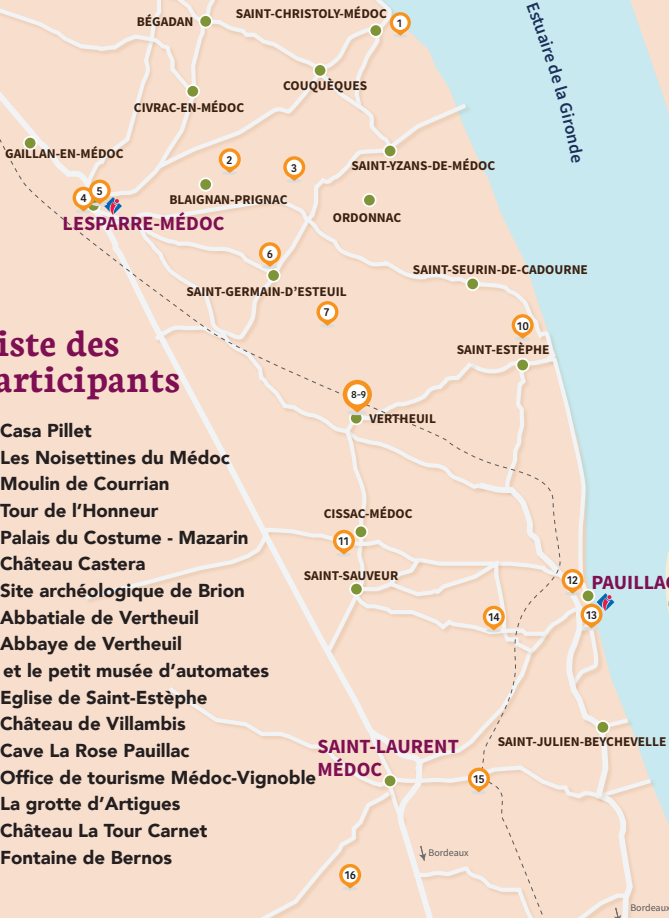 BÉGADAN
SAINT-CHRISTOLY-MÉDOC
1
Estuaire de la Gironde
COUQUÈQUES
CIVRAC-EN-MÉDOC
GAILLAN-EN-MÉDOC
2
3
SAINT-YZANS-DE-MÉDOC
4
5
BLAIGNAN-PRIGNAC
ORDONNAC
LESPARRE-MÉDOC
6
SAINT-GERMAIN-D'ESTEUIL
SAINT-SEURIN-DE-CADOURNE
7
10
SAINT-ESTÈPHE
8-9
VERTHEUIL
CISSAC-MÉDOC
11
SAINT-SAUVEUR
12
PAUILLAC
13
14
SAINT-LAURENT
MÉDOC
SAINT-JULIEN-BEYCHEVELLE
15
Bordeaux
16
Bordeaux
iste des
articipants
Casa Pillet
Les Noisettines du Médoc
Moulin de Courrian
Tour de l'Honneur
Palais du Costume - Mazarin
Château Castera
Site archéologique de Brion
Abbatiale de Vertheuil
Abbaye de Vertheuil
et le petit musée d'automates
Eglise de Saint-Estèphe
Château de Villambis
Cave La Rose Pauillac
Office de tourisme Médoc-Vignoble
La grotte d'Artigues
Château La Tour Carnet
Fontaine de Bernos